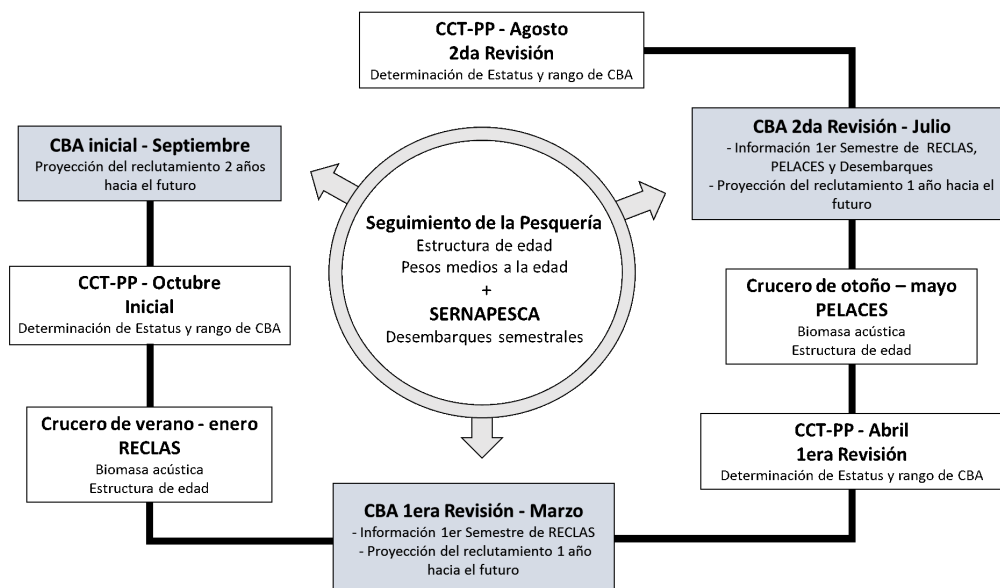 CCT-PP - Agosto
2da Revisión
Determinación de Estatus y rango de CBA
CBA inicial - Septiembre
Proyección del reclutamiento 2 años
hacia el futuro
CBA 2da Revisión - Julio
- Información 1er Semestre de RECLAS,
PELACES y Desembarques
- Proyección del reclutamiento 1 año hacia el
futuro
Seguimiento de la Pesquería
Estructura de edad
Pesos medios a la edad
+
SERNAPESCA
Desembarques semestrales
CCT-PP - Octubre
Inicial
Determinación de Estatus y rango de CBA
Crucero de otoño – mayo
PELACES
Biomasa acústica
Estructura de edad
Crucero de verano - enero
RECLAS
Biomasa acústica
Estructura de edad
CCT-PP - Abril
1era Revisión
Determinación de Estatus y rango de CBA
CBA 1era Revisión - Marzo
- Información 1er Semestre de RECLAS
- Proyección del reclutamiento 1 año
hacia el futuro